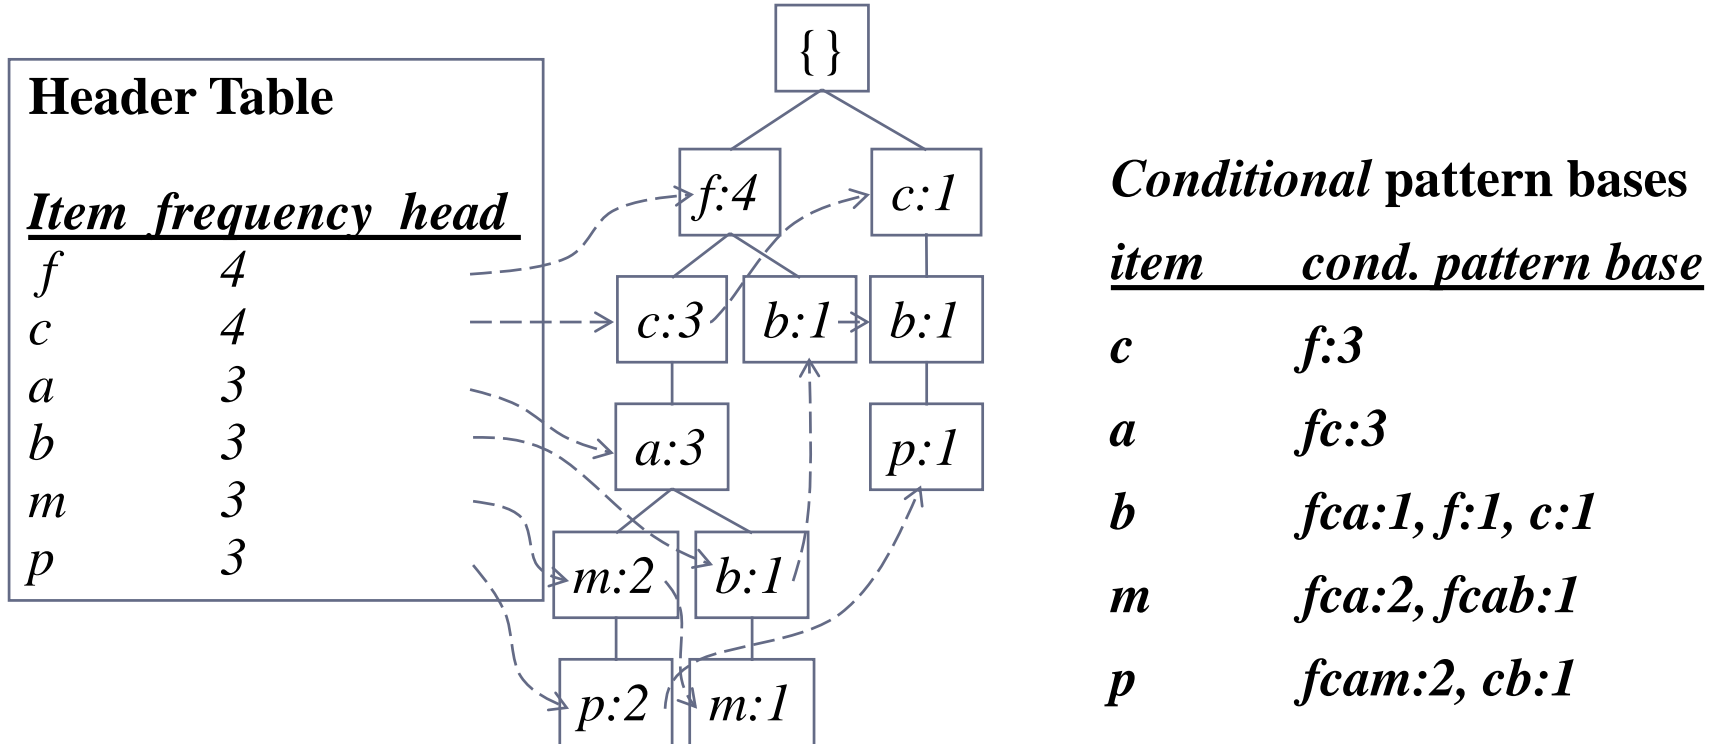 Header Table
Item frequency head
f 4
c 4
a 3
b 3
m 3
p 3
{}
f:4 c:1
c:3 b:1 b:1
a:3 p:1
m:2 b:1
p:2 m:1
Conditional pattern bases
item cond. pattern base
c f:3
a fc:3
b fca:1, f:1, c:1
m fca:2, fcab:1
p fcam:2, cb:1